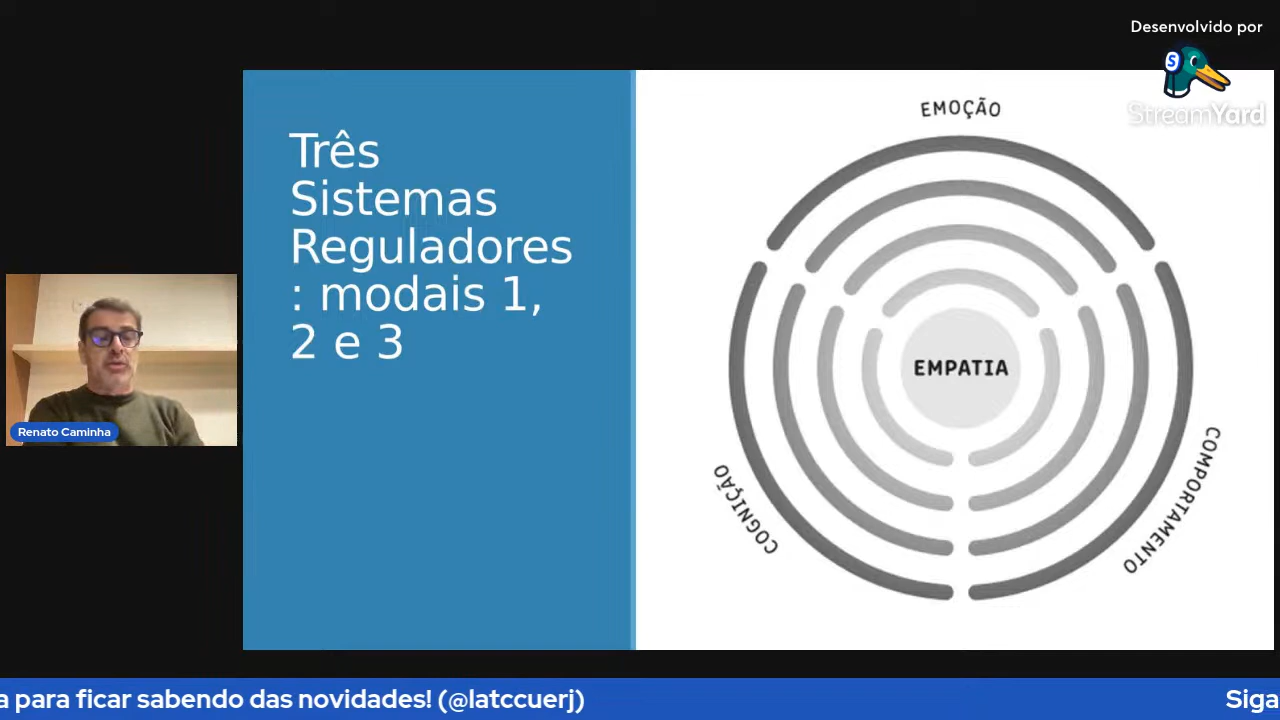 Desenvolvido por
StreamYard
Três
Sistemas
Reguladores
: modais 1,
2 e 3
EMOÇÃO
EMPATIA
COGNIÇÃO
COMPORTAMENTO
Renato Caminha
a para ficar sabendo das novidades! (@latccuerj)
Siga